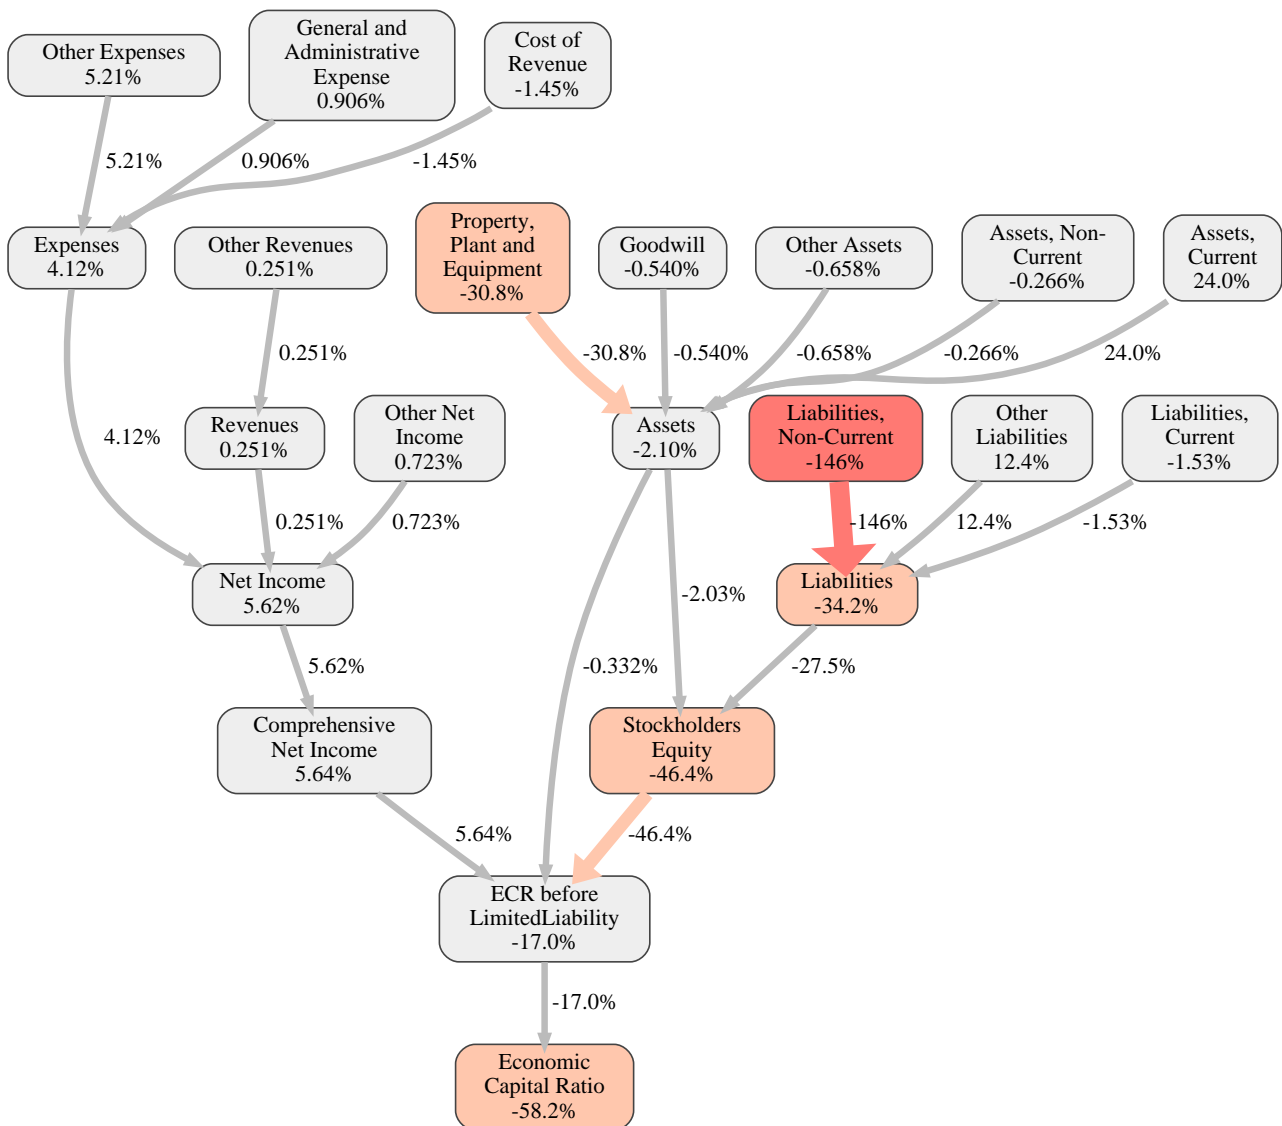 Other Expenses
5.21%
General and
Administrative
Expense
0.906%
Cost of
Revenue
-1.45%
5.21%
0.906%
-1.45%
Expenses
4.12%
Other Revenues
0.251%
Property,
Plant and
Equipment
-30.8%
Goodwill
-0.540%
Other Assets
-0.658%
Assets, Non-
Current
-0.266%
Assets,
Current
24.0%
0.251%
-30.8%
-0.540%
-0.658%
-0.266%
24.0%
4.12%
Revenues
0.251%
Other Net
Income
0.723%
Assets
-2.10%
Liabilities,
Non-Current
-146%
Other
Liabilities
12.4%
Liabilities,
Current
-1.53%
0.251%
0.723%
-146%
12.4%
-1.53%
Net Income
5.62%
-2.03%
Liabilities
-34.2%
5.62%
-0.332%
-27.5%
Comprehensive
Net Income
5.64%
Stockholders
Equity
-46.4%
5.64%
-46.4%
ECR before
LimitedLiability
-17.0%
-17.0%
Economic
Capital Ratio
-58.2%